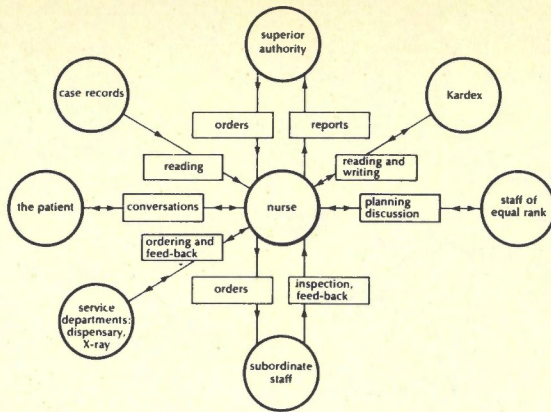 superior
authority
case records
Kardex
orders
reports
reading
reading and
writing
the patient
conversations
nurse
planning
discussion
staff of
equal rank
ordering and
feed-back
orders
inspection,
feed-back
service
departments:
dispensary,
X-ray
subordinate
staff